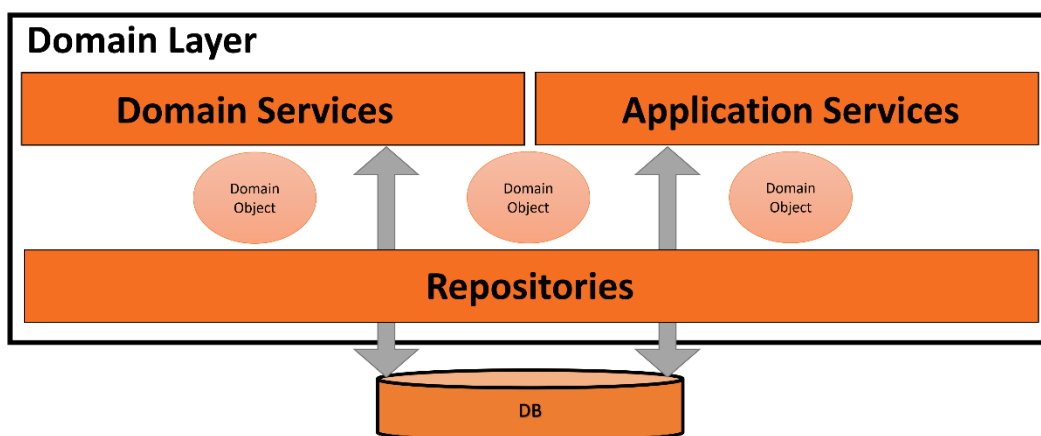 Domain Layer
Domain Services
Application Services
Domain
Object
Domain
Object
Domain
Object
Repositories
DB